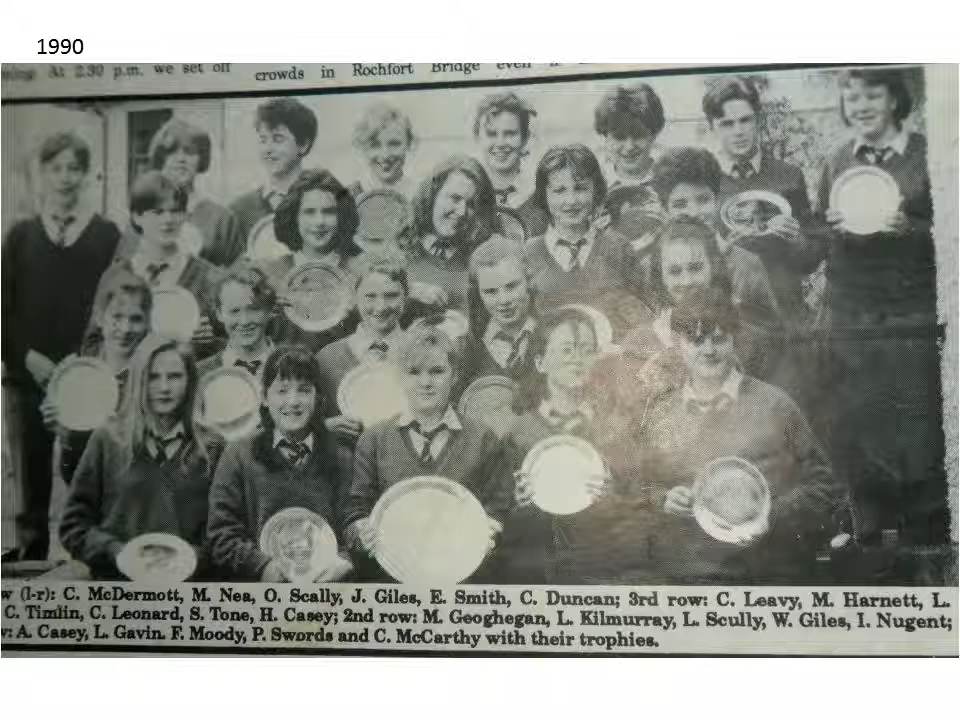 1990
At 2.30 p.m. we set off
crowds in Rochfort Bridge even
w (l-r): C. McDermott, M. Nea, O. Scally, J. Giles, E. Smith, C. Duncan; 3rd row: C. Leavy, M. Harnett, L.
C. Timlin, C. Leonard, S. Tone, H. Casey; 2nd row: M. Geoghegan, L. Kilmurray, L. Scully, W. Giles, I. Nugent;
v: A. Casey, L. Gavin. F. Moody, P. Swords and C. McCarthy with their trophies.